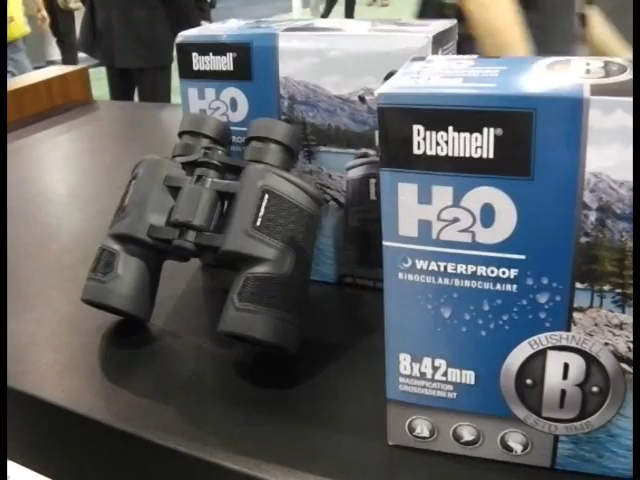 Bushnell®
H2O
Bushnell®
H2O
WATERPROOF
BINOCULAR/BINOCULAIRE
8x42mm
MAGNIFICATION
GROSSISSEMENT
BUSHNELL
B
ESTD 1948